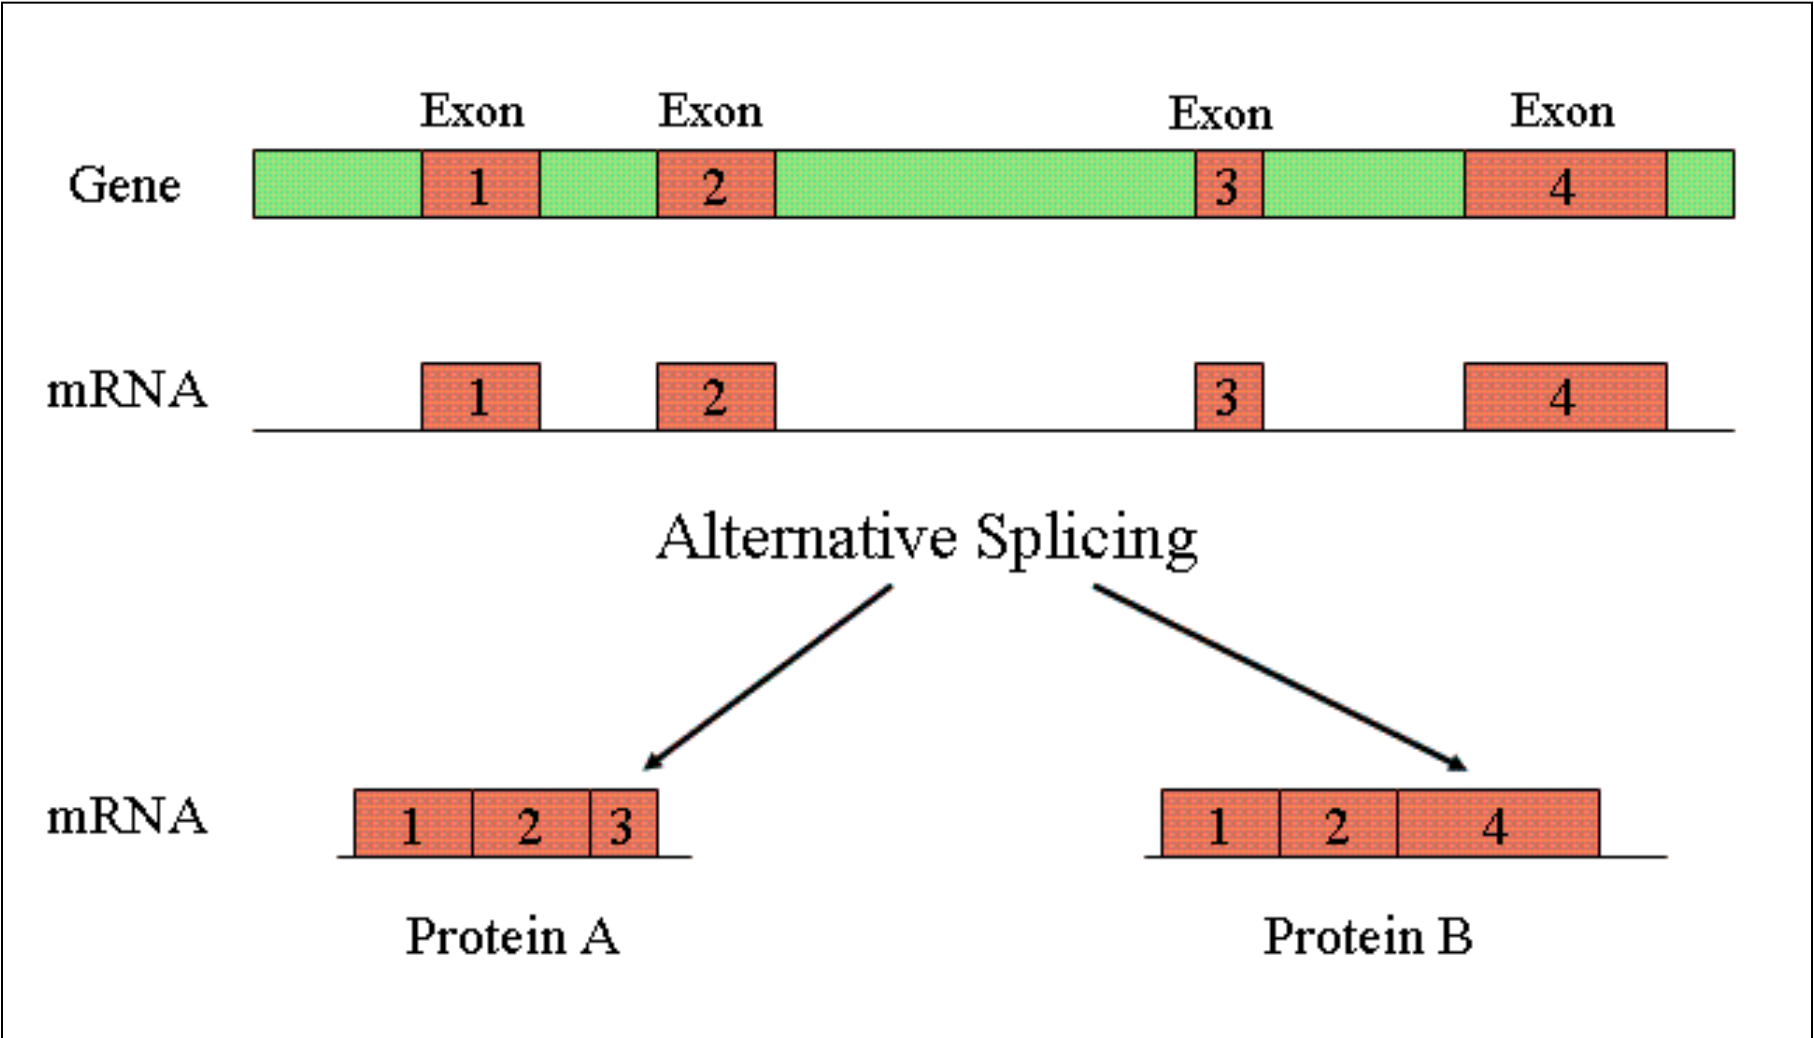 Exon Exon Exon Exon
Gene 1 2 3 4
mRNA 1 2 3 4
Alternative Splicing
mRNA 1 2 3 1 2 4
Protein A Protein B